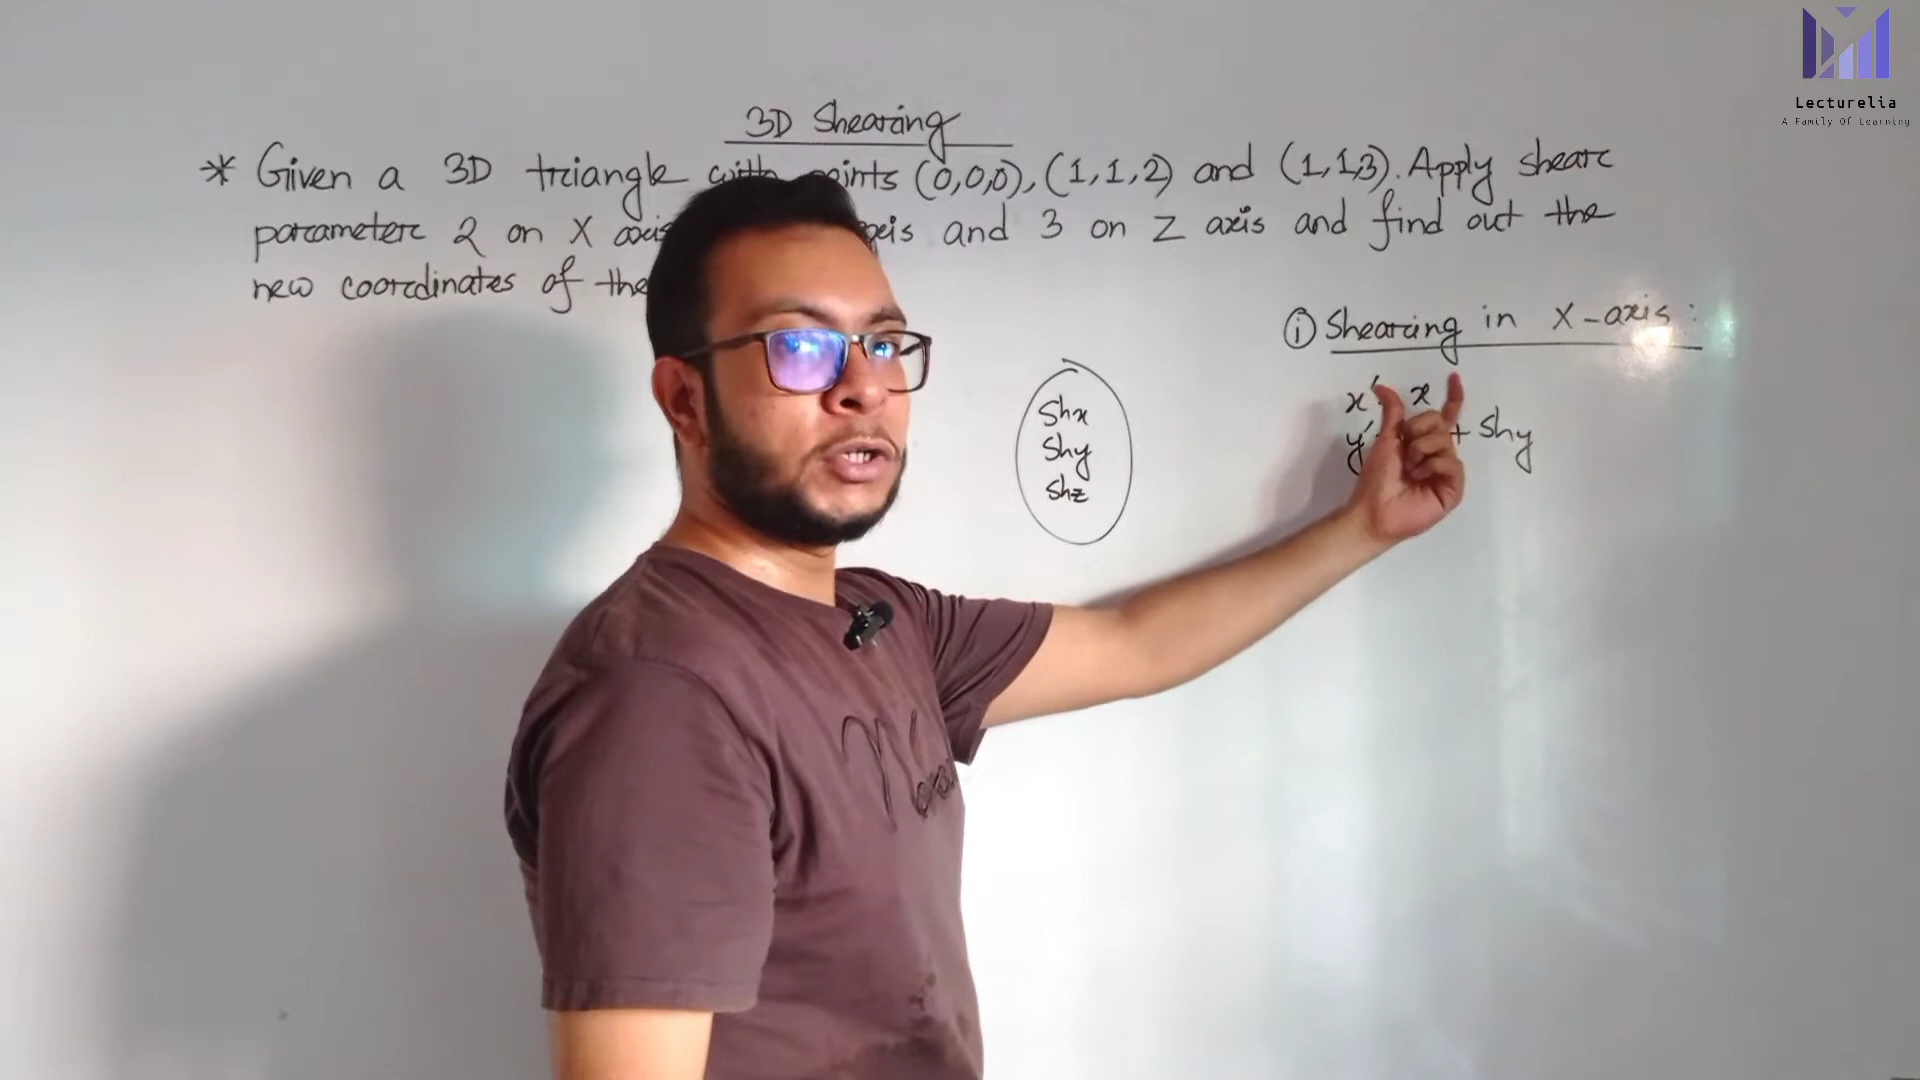 Lecturelia
A Family Of Learning
3D Shearing
* Given a 3D triangle with points (0,0,0), (1,1,2) and (1,1,3). Apply shear
parameter 2 on X axis axis and 3 on Z axis and find out the
new coordinates of the
① Shearing in X-axis:
Shx
Shy
Shz
x' x
y' + Shy